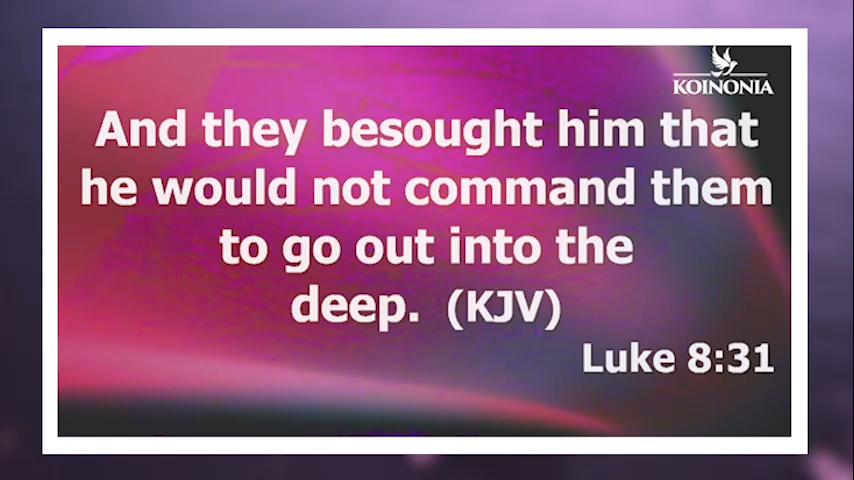 KOINONIA
And they besought him that
he would not command them
to go out into the
deep. (KJV)
Luke 8:31